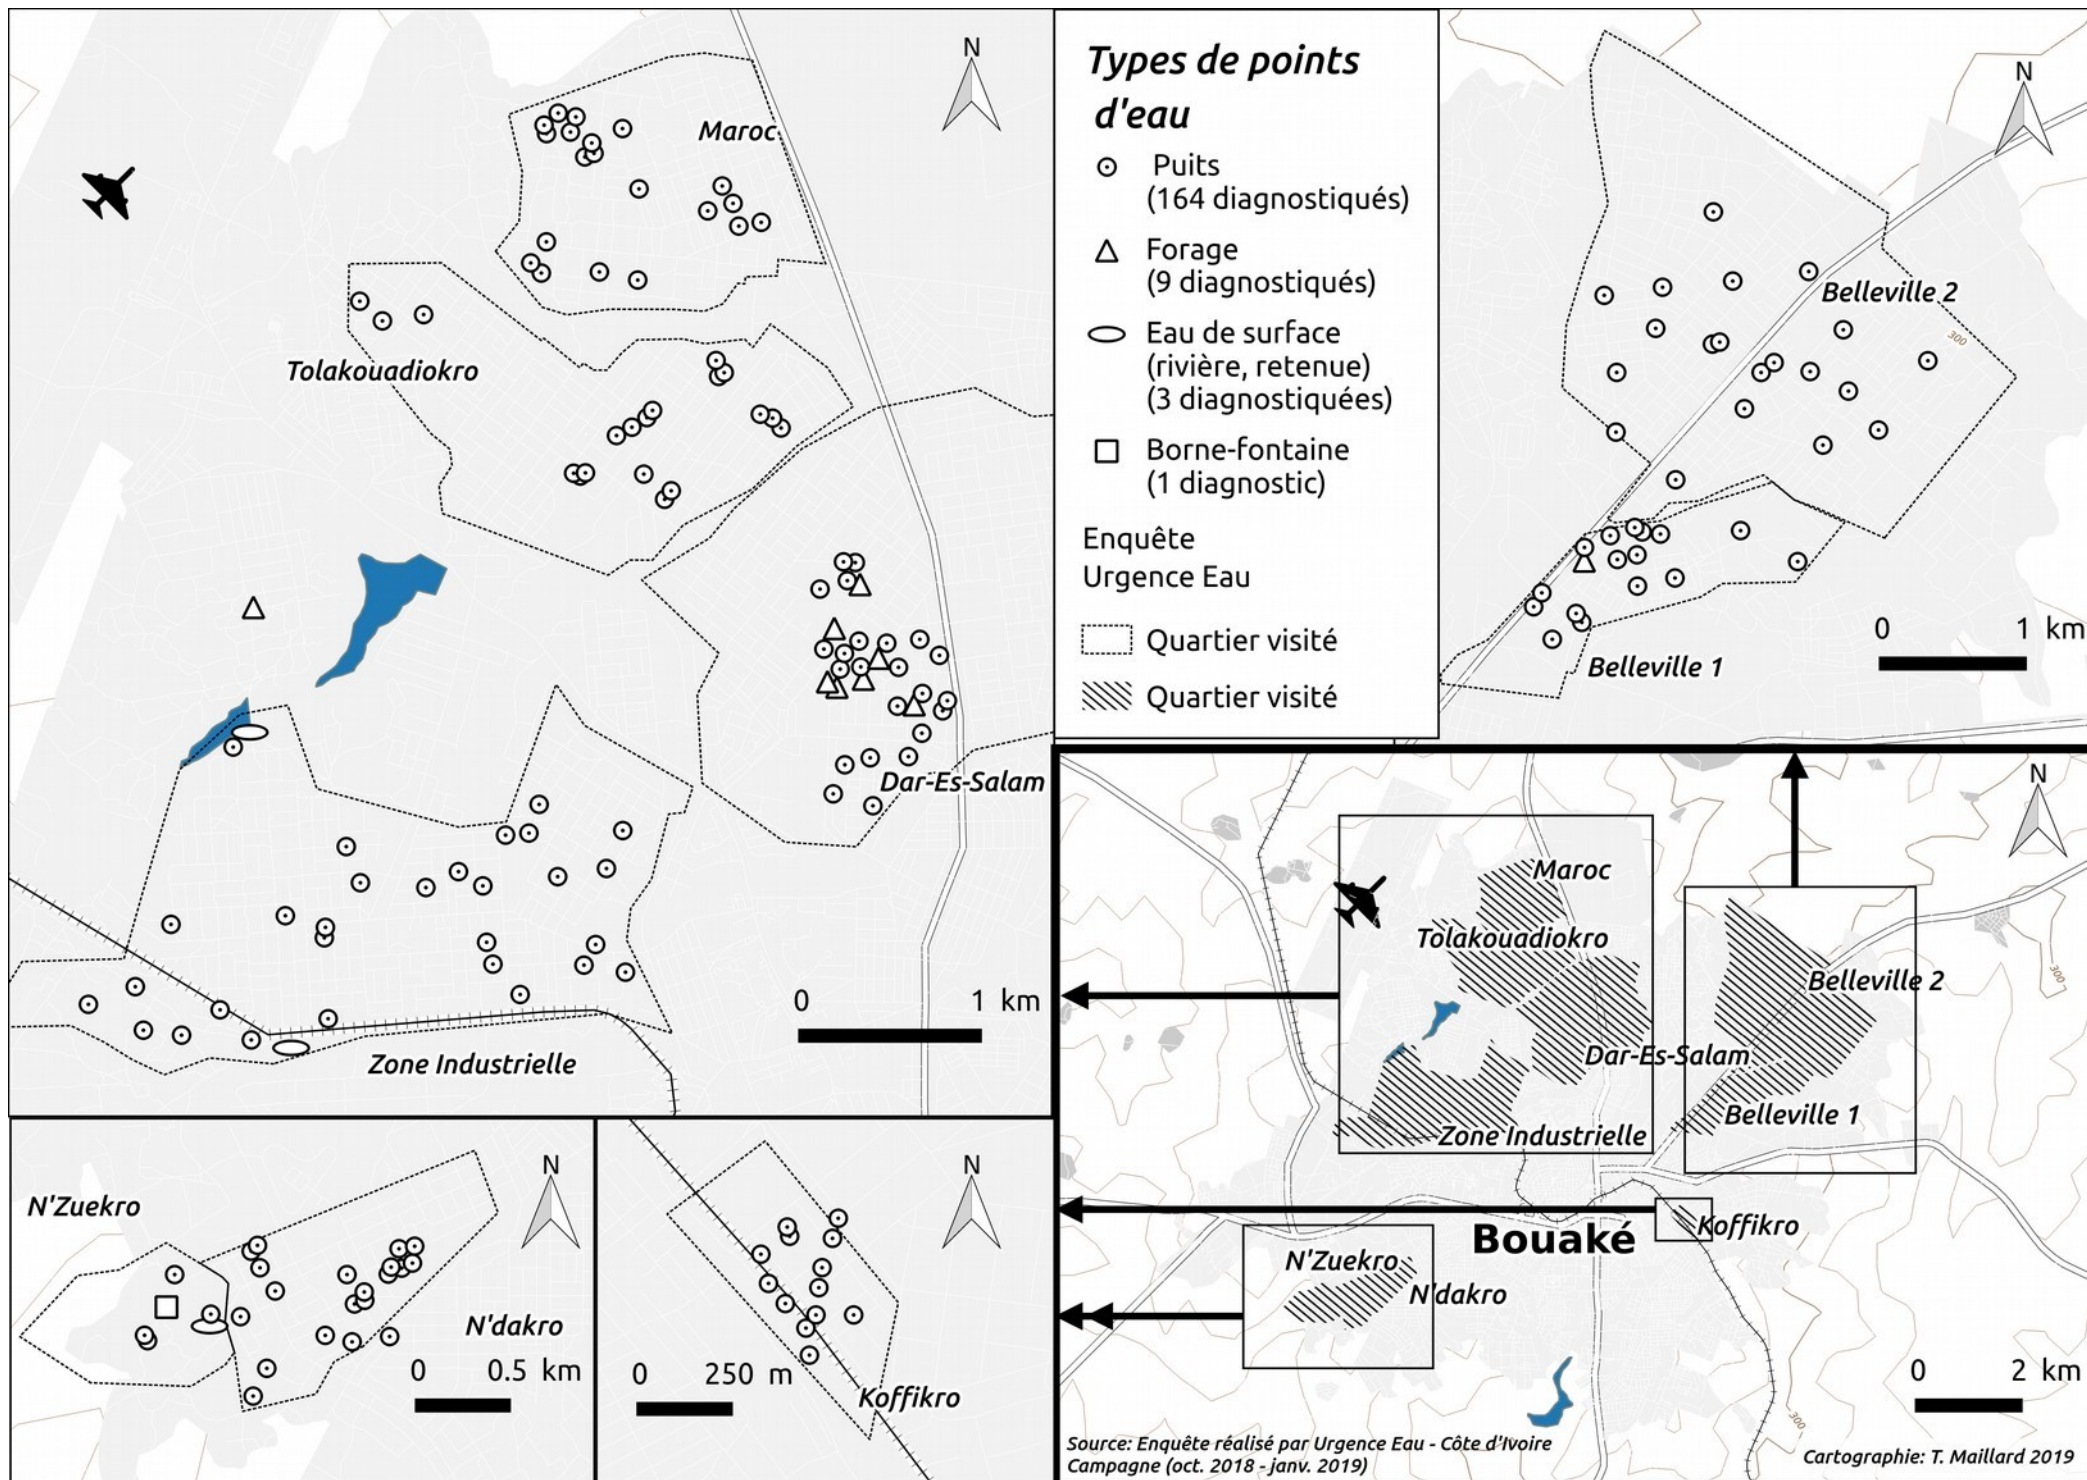 N
Maroc
Tolakouadiokro
Dar-Es-Salam
0 1 km
Zone Industrielle
Types de points
d'eau
Puits
(164 diagnostiqués)
Forage
(9 diagnostiqués)
Eau de surface
(rivière, retenue)
(3 diagnostiquées)
Borne-fontaine
(1 diagnostic)
Enquête
Urgence Eau
Quartier visité
Quartier visité
N
Belleville 2
300
0 1 km
Belleville 1
N
N'Zuekro
N'dakro
0 0.5 km
N
0 250 m
Koffikro
N
Maroc
Tolakouadiokro
Belleville 2
300
Dar-Es-Salam
Belleville 1
Zone Industrielle
Koffikro
Bouaké
N'Zuekro
N'dakro
0 2 km
300
Source: Enquête réalisé par Urgence Eau - Côte d'Ivoire
Campagne (oct. 2018 - janv. 2019)
Cartographie: T. Maillard 2019